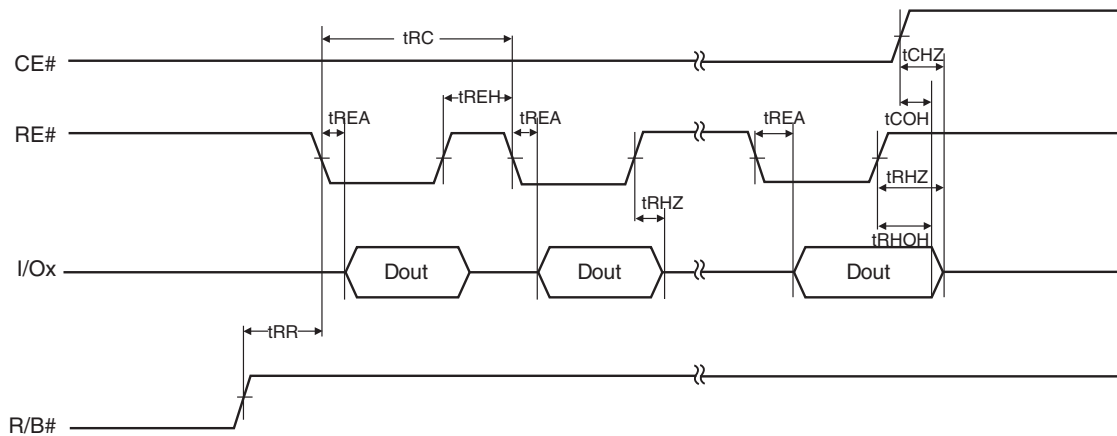 tRC
tCHZ
CE#
tREH
tREA
tREA
tREA
tCOH
RE#
tRHZ
tRHZ
tRHOH
I/Ox
Dout
Dout
Dout
tRR
R/B#